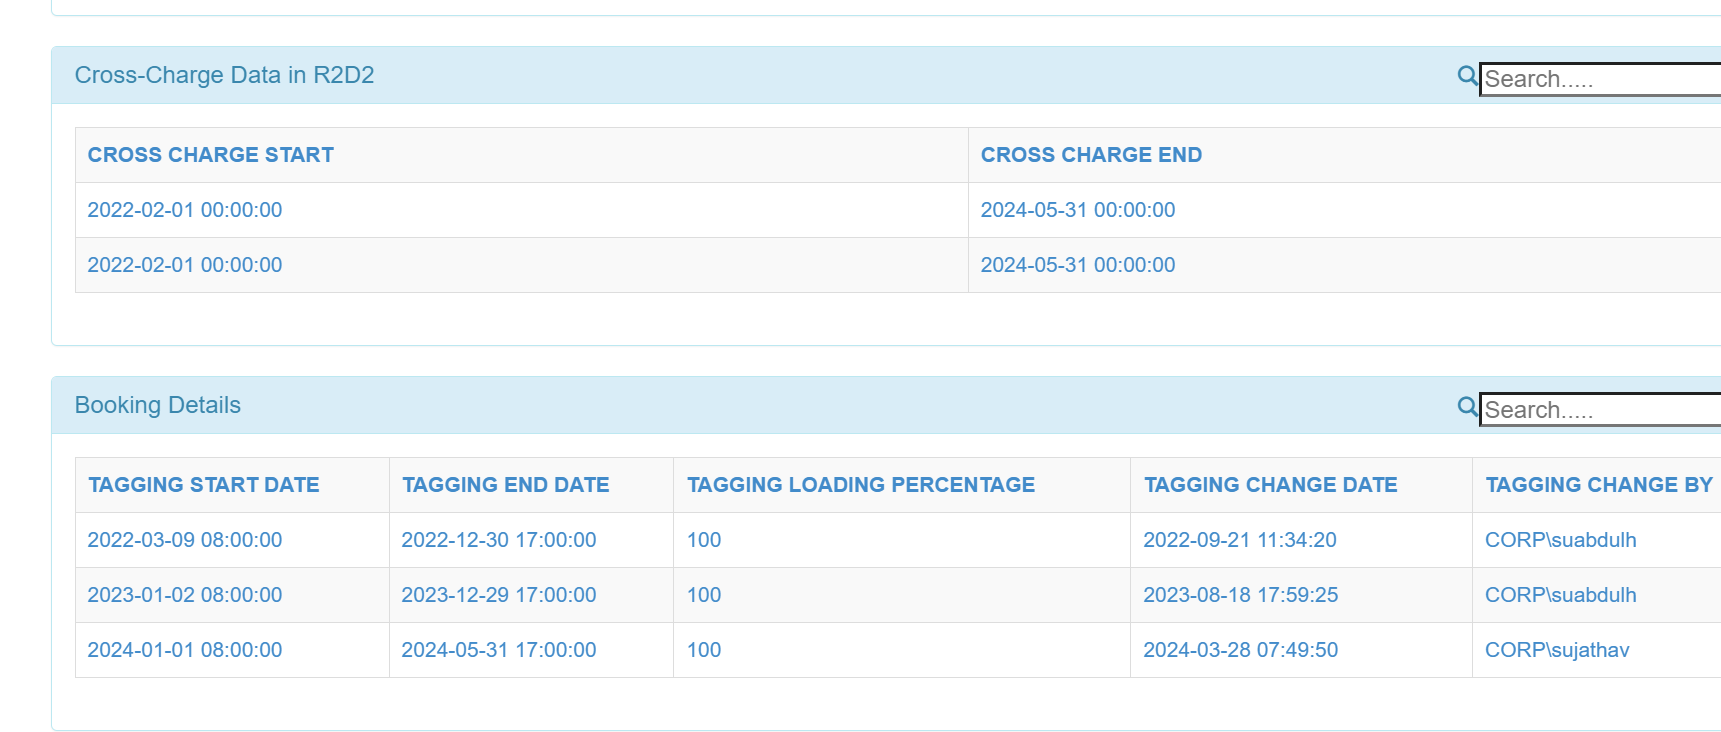 Cross-Charge Data in R2D2 Search.....
CROSS CHARGE START CROSS CHARGE END
2022-02-01 00:00:00 2024-05-31 00:00:00
2022-02-01 00:00:00 2024-05-31 00:00:00
Booking Details Search.....
TAGGING START DATE TAGGING END DATE TAGGING LOADING PERCENTAGE TAGGING CHANGE DATE TAGGING CHANGE BY
2022-03-09 08:00:00 2022-12-30 17:00:00 100 2022-09-21 11:34:20 CORP\suabdulh
2023-01-02 08:00:00 2023-12-29 17:00:00 100 2023-08-18 17:59:25 CORP\suabdulh
2024-01-01 08:00:00 2024-05-31 17:00:00 100 2024-03-28 07:49:50 CORP\sujathav